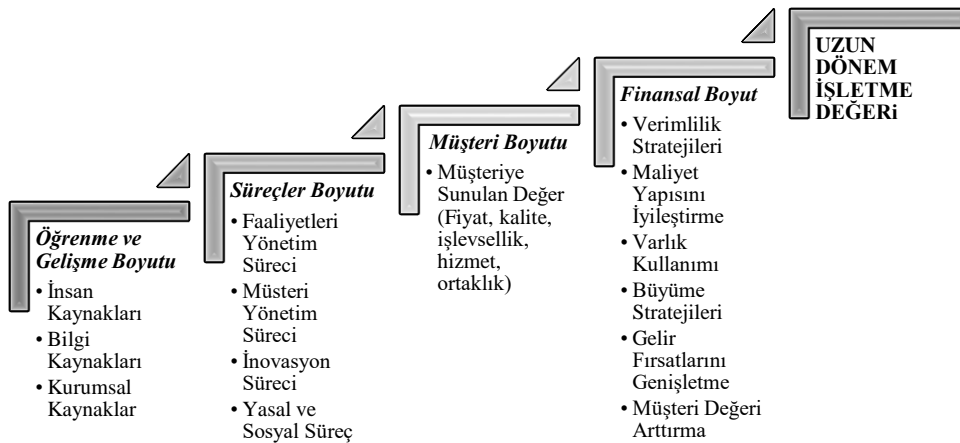 Öğrenme ve
Gelişme Boyutu
• İnsan
Kaynakları
• Bilgi
Kaynakları
• Kurumsal
Kaynaklar
Süreçler Boyutu
• Faaliyetleri
Yönetim
Süreci
• Müsteri
Yönetim
Süreci
• İnovasyon
Süreci
• Yasal ve
Sosyal Süreç
Müşteri Boyutu
• Müşteriye
Sunulan Değer
(Fiyat, kalite,
işlevsellik,
hizmet,
ortaklık)
Finansal Boyut
• Verimlilik
Stratejileri
• Maliyet
Yapısını
İyileştirme
• Varlık
Kullanımı
• Büyüme
Stratejileri
• Gelir
Fırsatlarını
Genişletme
• Müşteri Değeri
Arttırma
UZUN
DÖNEM
İŞLETME
DEĞERi